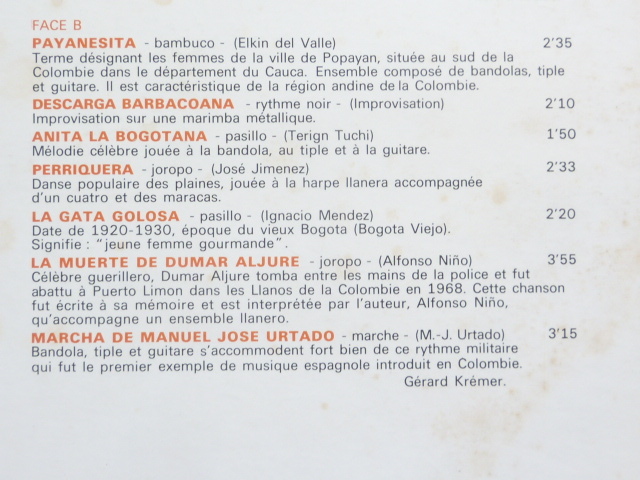 FACE B
PAYANESITA - bambuco - (Elkin del Valle) 2'35
Terme désignant les femmes de la ville de Popayan, située au sud de la
Colombie dans le département du Cauca. Ensemble composé de bandolas, tiple
et guitare. Il est caractéristique de la région andine de la Colombie.
DESCARGA BARBACOANA - rythme noir - (Improvisation) 2'10
Improvisation sur une marimba métallique.
ANITA LA BOGOTANA - pasillo - (Terign Tuchi) 1'50
Mélodie célèbre jouée à la bandola, au tiple et à la guitare.
PERRIQUERA - joropo - (José Jimenez) 2'33
Danse populaire des plaines, jouée à la harpe llanera accompagnée
d'un cuatro et des maracas.
LA GATA GOLOSA - pasillo - (Ignacio Mendez) 2'20
Date de 1920-1930, époque du vieux Bogota (Bogota Viejo).
Signifie : "jeune femme gourmande".
LA MUERTE DE DUMAR ALJURE - joropo - (Alfonso Niño) 3'55
Célèbre guerillero, Dumar Aljure tomba entre les mains de la police et fut
abattu à Puerto Limon dans les Llanos de la Colombie en 1968. Cette chanson
fut écrite à sa mémoire et est interprétée par l'auteur, Alfonso Niño,
qu'accompagne un ensemble llanero.
MARCHA DE MANUEL JOSE URTADO - marche - (M.-J. Urtado) 3'15
Bandola, tiple et guitare s'accommodent fort bien de ce rythme militaire
qui fut le premier exemple de musique espagnole introduit en Colombie.
Gérard Krémer.